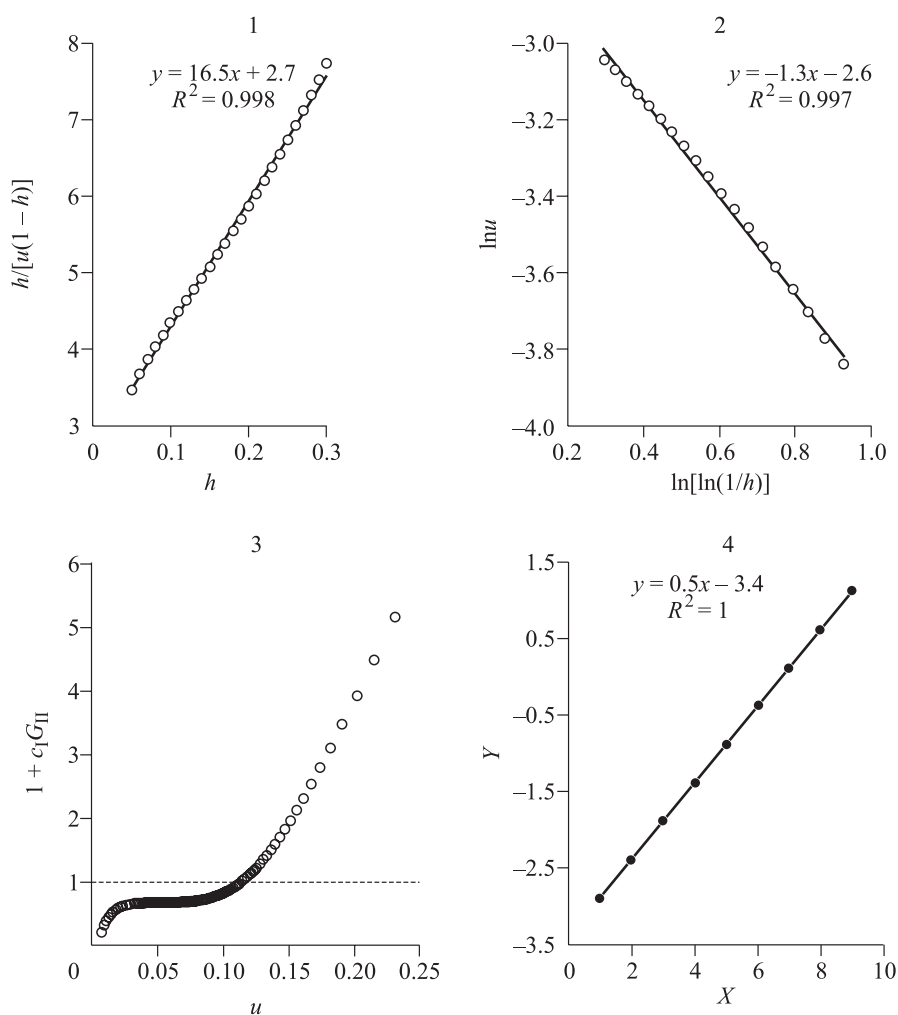 1
8
7
6
5
4
3
y = 16.5x + 2.7
R² = 0.998
h/[u(1 – h)]
0 0.1 0.2 0.3
h
2
–3.0
–3.2
–3.4
–3.6
–3.8
–4.0
y = –1.3x – 2.6
R² = 0.997
lnu
0.2 0.4 0.6 0.8 1.0
ln[ln(1/h)]
3
6
5
4
3
2
1
1 + c_I G_II
0 0.05 0.10 0.15 0.20 0.25
u
4
1.5
0.5
–0.5
–1.5
–2.5
–3.5
y = 0.5x – 3.4
R² = 1
Y
0 2 4 6 8 10
X